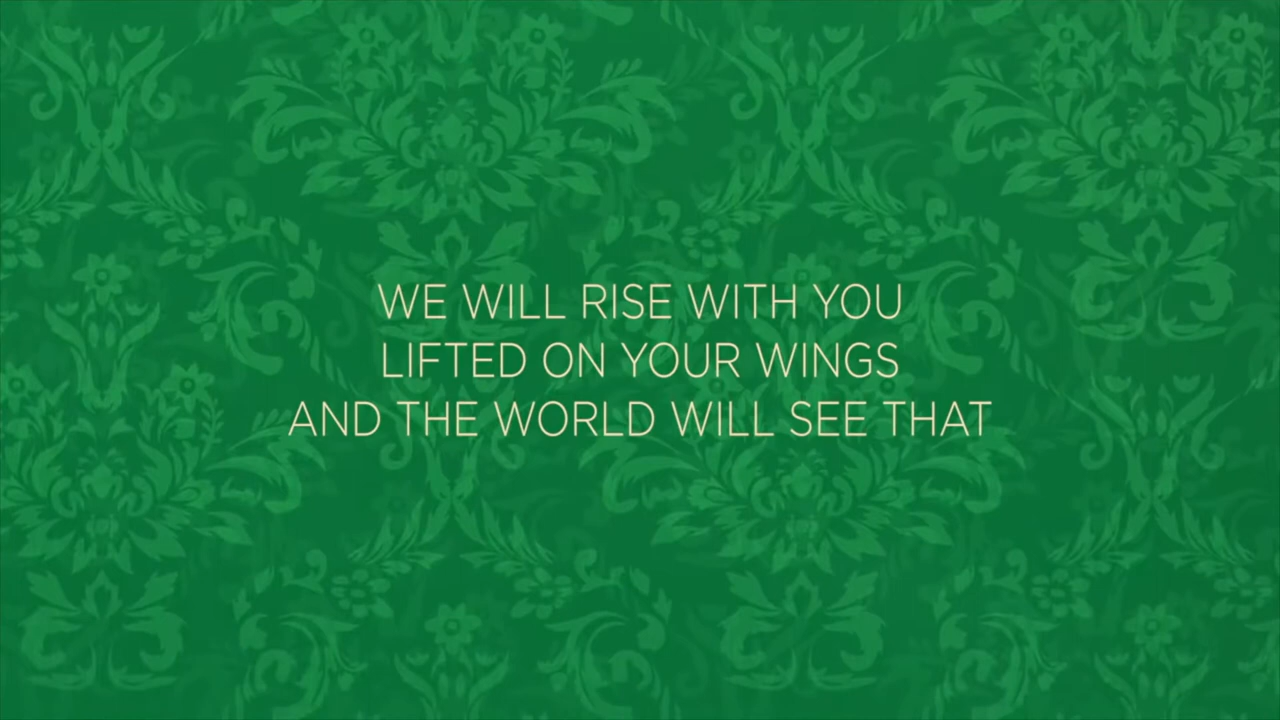 WE WILL RISE WITH YOU
LIFTED ON YOUR WINGS
AND THE WORLD WILL SEE THAT